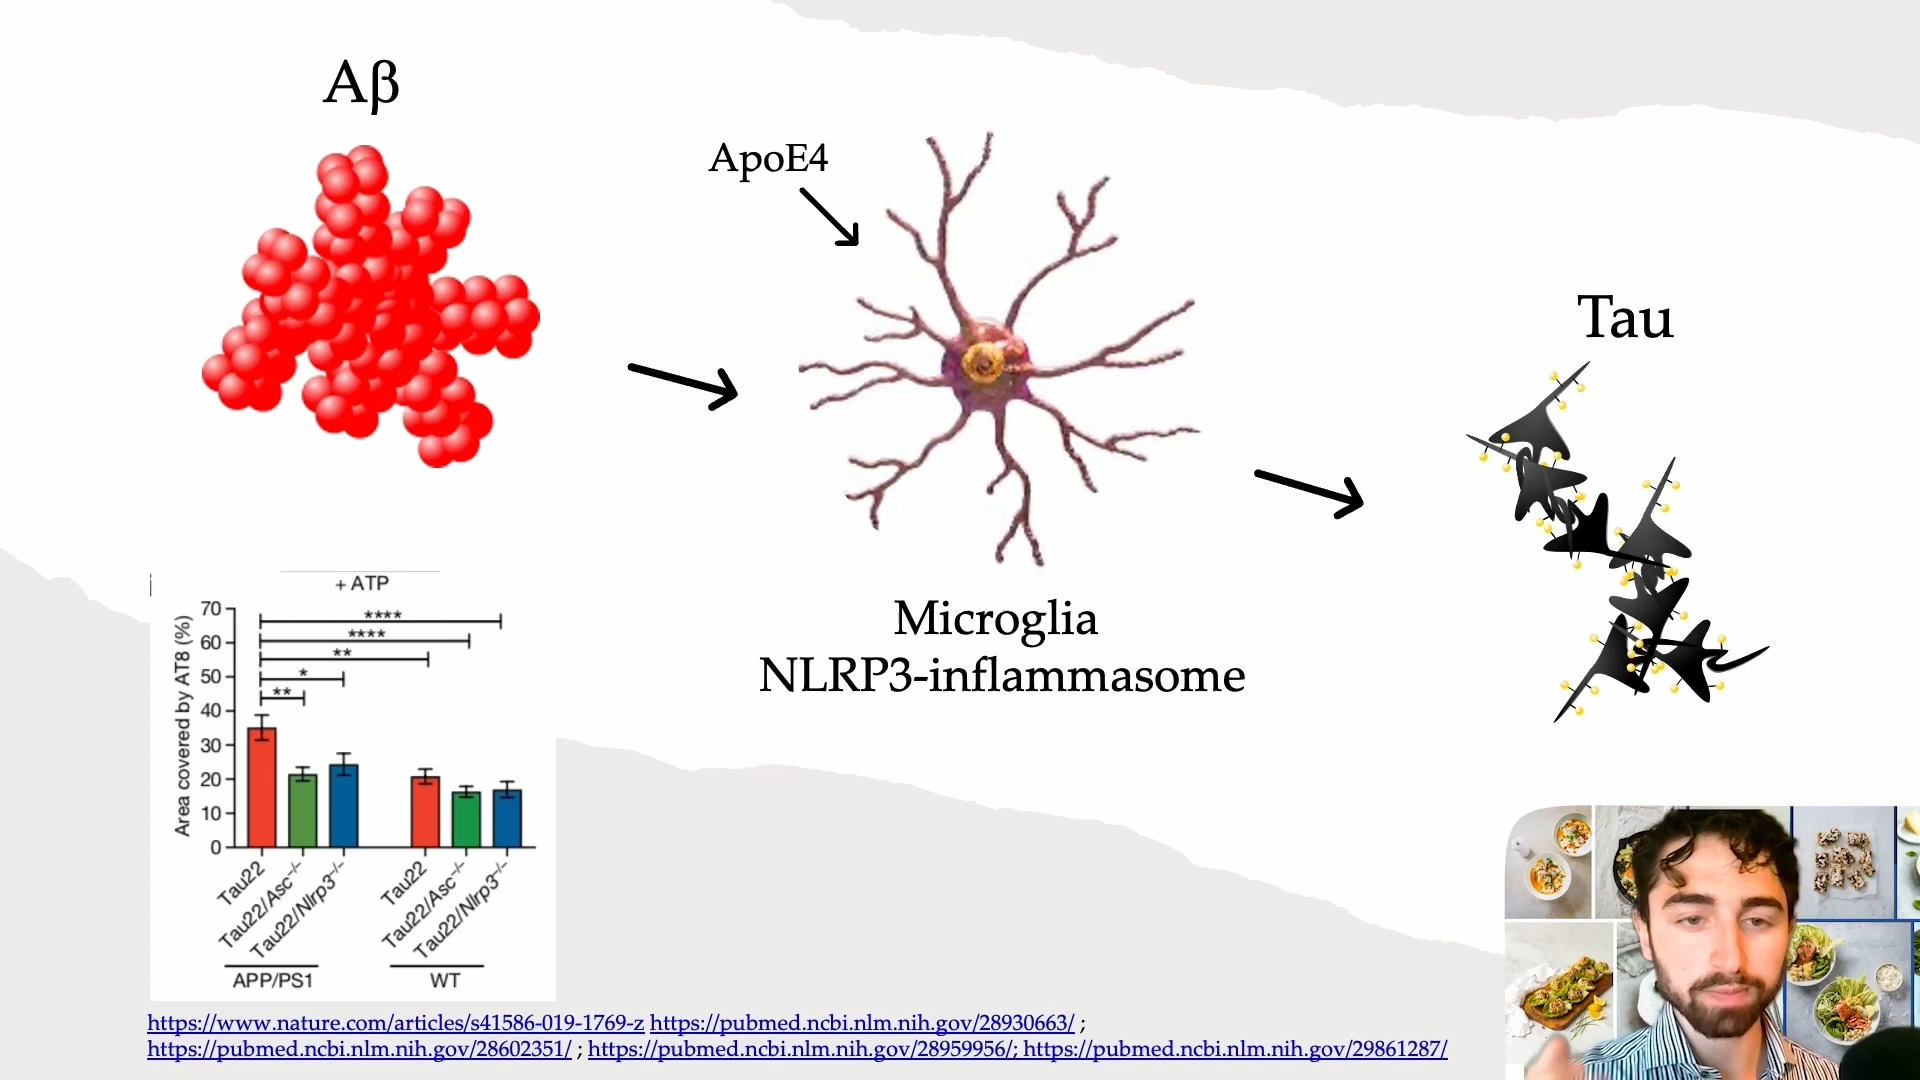 Aβ
ApoE4
Tau
Microglia
NLRP3-inflammasome
+ ATP
Area covered by AT8 (%)
70
60
50
40
30
20
10
0
****
****
**
*
**
Tau22
Tau22/Asc⁻/⁻
Tau22/Nlrp3⁻/⁻
Tau22
Tau22/Asc⁻/⁻
Tau22/Nlrp3⁻/⁻
APP/PS1
WT
https://www.nature.com/articles/s41586-019-1769-z https://pubmed.ncbi.nlm.nih.gov/28930663/ ;
https://pubmed.ncbi.nlm.nih.gov/28602351/ ; https://pubmed.ncbi.nlm.nih.gov/28959956/; https://pubmed.ncbi.nlm.nih.gov/29861287/